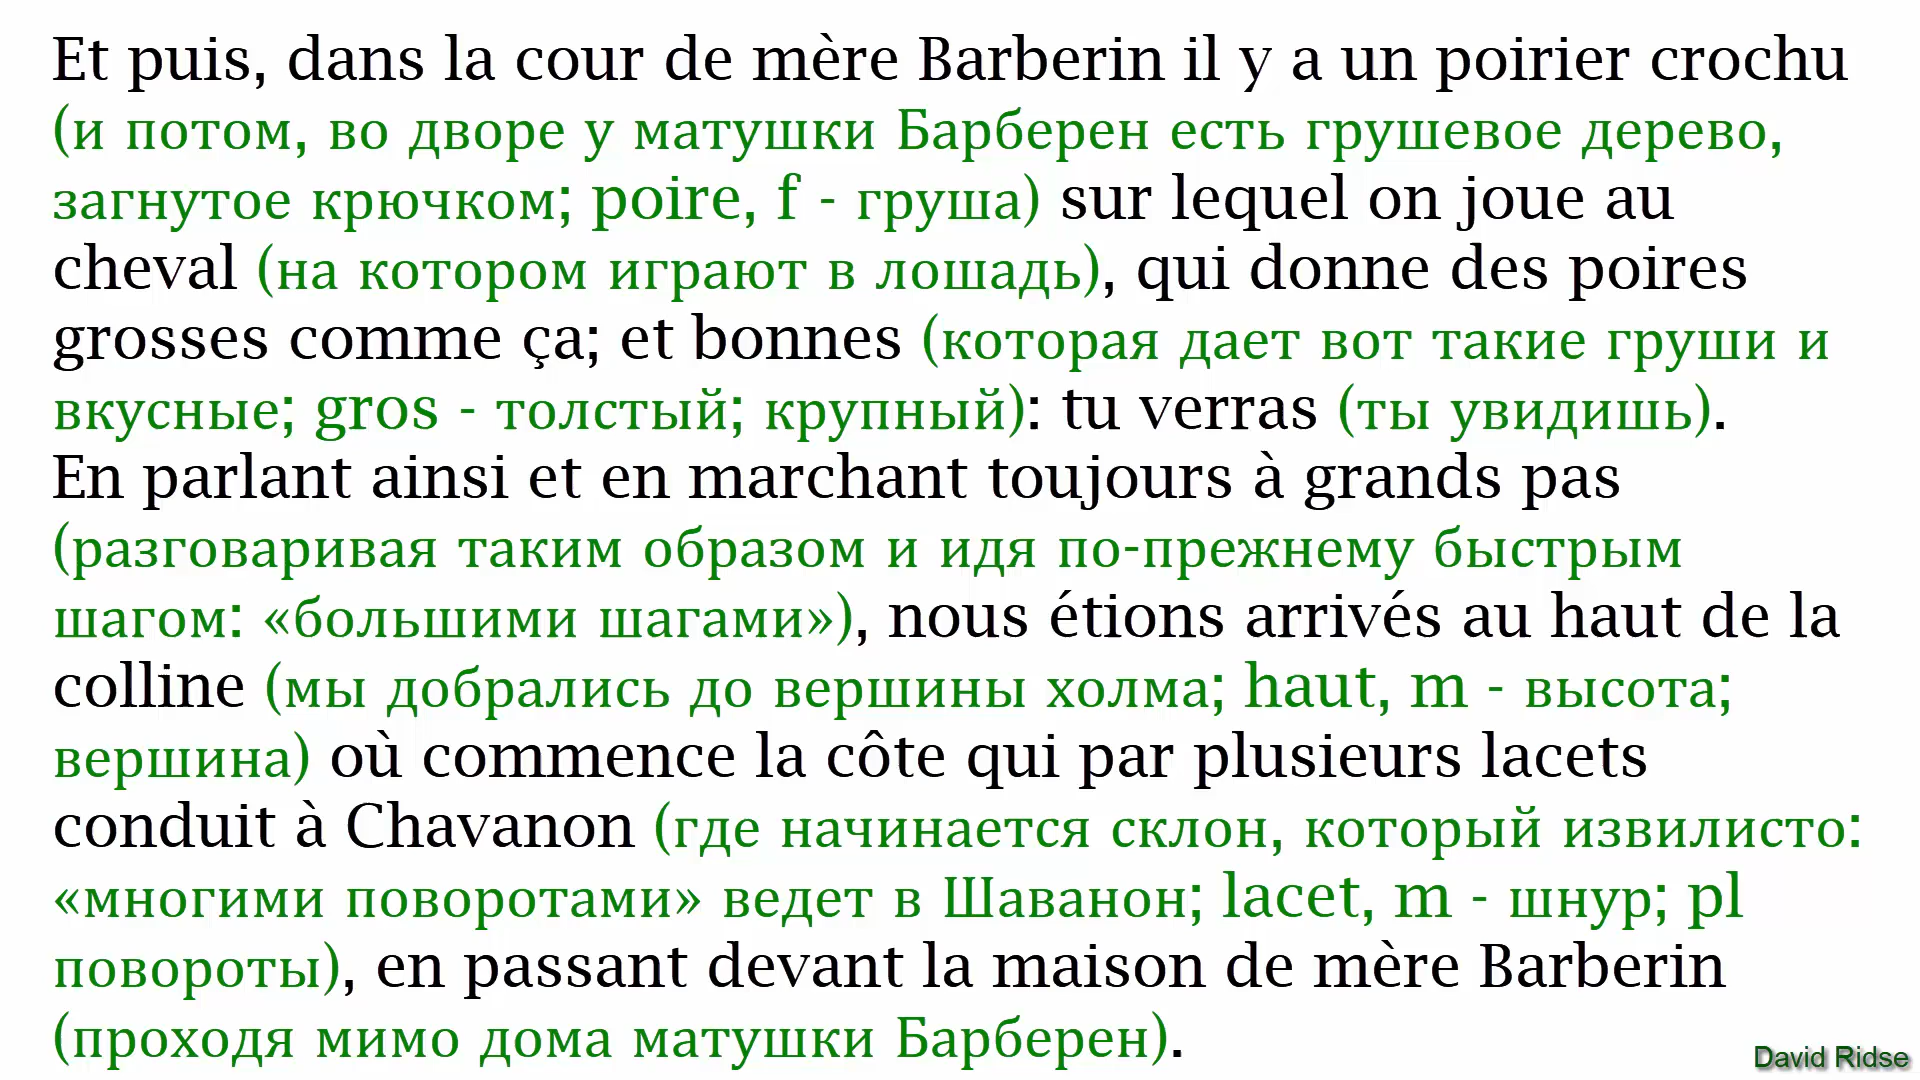 Et puis, dans la cour de mère Barberin il y a un poirier crochu
(и потом, во дворе у матушки Барберен есть грушевое дерево,
загнутое крючком; poire, f - груша) sur lequel on joue au
cheval (на котором играют в лошадь), qui donne des poires
grosses comme ça; et bonnes (которая дает вот такие груши и
вкусные; gros - толстый; крупный): tu verras (ты увидишь).
En parlant ainsi et en marchant toujours à grands pas
(разговаривая таким образом и идя по-прежнему быстрым
шагом: «большими шагами»), nous étions arrivés au haut de la
colline (мы добрались до вершины холма; haut, m - высота;
вершина) où commence la côte qui par plusieurs lacets
conduit à Chavanon (где начинается склон, который извилисто:
«многими поворотами» ведет в Шаванон; lacet, m - шнур; pl
повороты), en passant devant la maison de mère Barberin
(проходя мимо дома матушки Барберен).
David Ridse